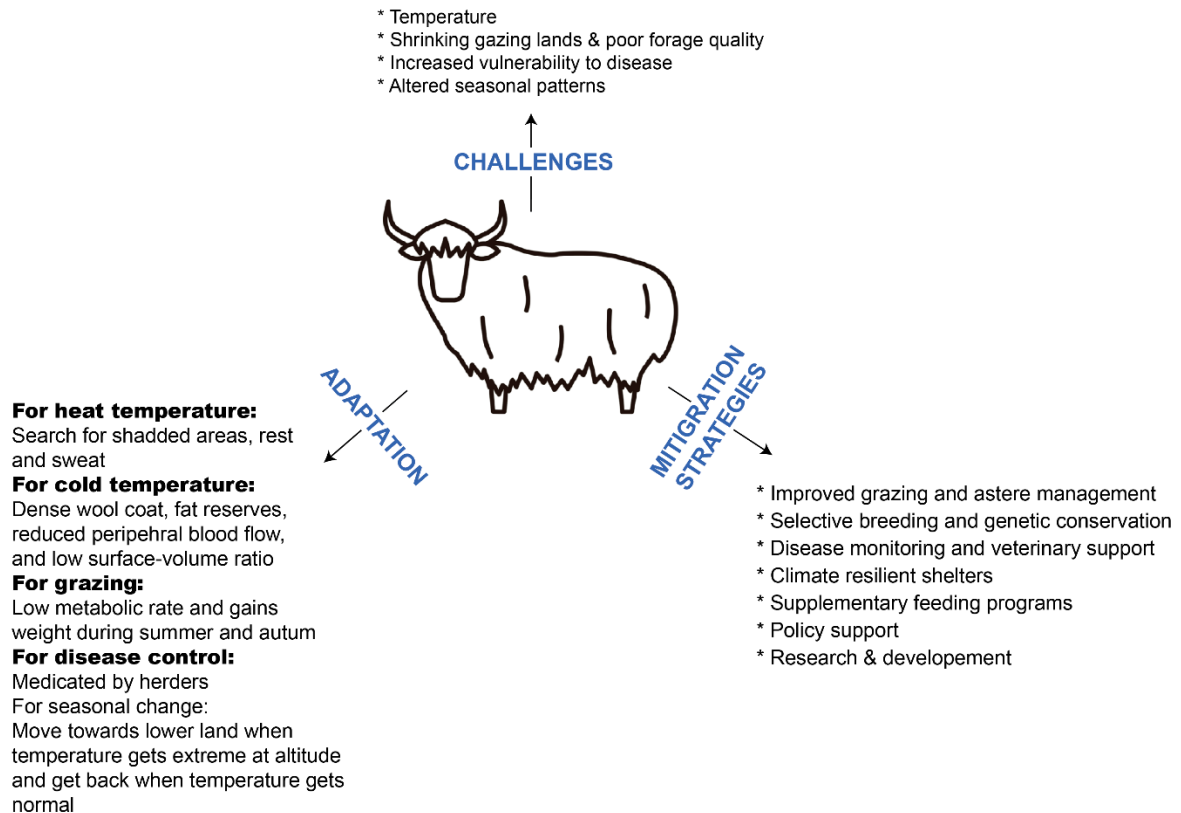 * Temperature
* Shrinking gazing lands & poor forage quality
* Increased vulnerability to disease
* Altered seasonal patterns
CHALLENGES
ADAPTATION
For heat temperature:
Search for shadded areas, rest
and sweat
For cold temperature:
Dense wool coat, fat reserves,
reduced peripehral blood flow,
and low surface-volume ratio
For grazing:
Low metabolic rate and gains
weight during summer and autum
For disease control:
Medicated by herders
For seasonal change:
Move towards lower land when
temperature gets extreme at altitude
and get back when temperature gets
normal
MITIGRATION
STRATEGIES
* Improved grazing and astere management
* Selective breeding and genetic conservation
* Disease monitoring and veterinary support
* Climate resilient shelters
* Supplementary feeding programs
* Policy support
* Research & developement